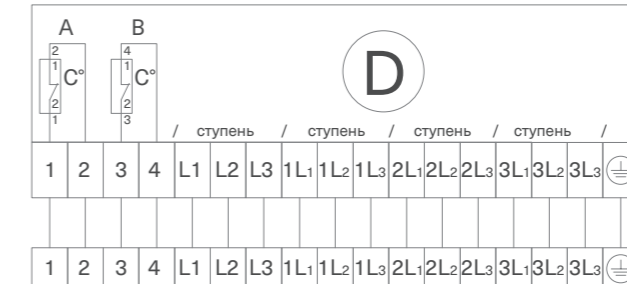 A B
2 4
1 C° 1 C°
2 2
1 3
D
/ ступень / ступень / ступень / ступень /
1 2 3 4 L1 L2 L3 1L1 1L2 1L3 2L1 2L2 2L3 3L1 3L2 3L3
1 2 3 4 L1 L2 L3 1L1 1L2 1L3 2L1 2L2 2L3 3L1 3L2 3L3